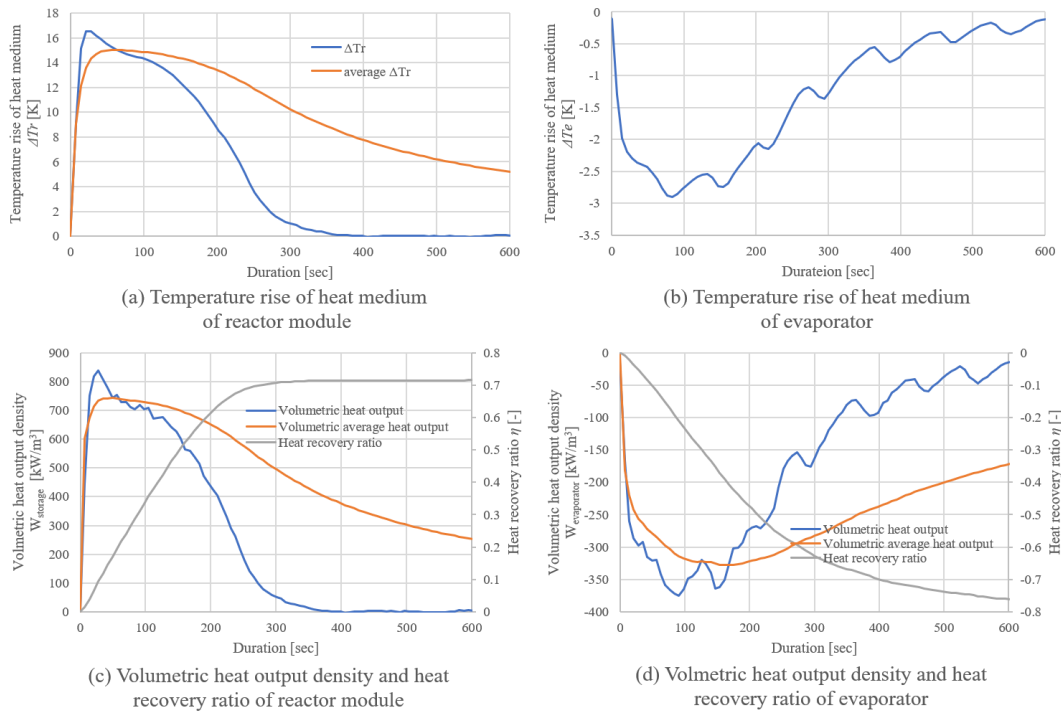 18
16
14
12
10
8
6
4
2
0
Temperature rise of heat medium
ΔTr [K]
ΔTr
average ΔTr
0 100 200 300 400 500 600
Duration [sec]
(a) Temperature rise of heat medium
of reactor module
0
-0.5
-1
-1.5
-2
-2.5
-3
-3.5
Temperature rise of heat medium
ΔTe [K]
0 100 200 300 400 500 600
Durateion [sec]
(b) Temperature rise of heat medium
of evaporator
900
800
700
600
500
400
300
200
100
0
Volohmetric heat output density
W storage [kW/m³]
Volumetric heat output
Volumetric average heat output
Heat recovery ratio
0.8
0.7
0.6
0.5
0.4
0.3
0.2
0.1
0
Heat recovery ratio η [-]
0 100 200 300 400 500 600
Duration [sec]
(c) Volumetric heat output density and heat
recovery ratio of reactor module
0
-50
-100
-150
-200
-250
-300
-350
-400
Volumetric heat output density
W evaporator [kW/m³]
Volumetric heat output
Volumetric average heat output
Heat recovery ratio
0
-0.1
-0.2
-0.3
-0.4
-0.5
-0.6
-0.7
-0.8
Heat recovery ratio η [-]
0 100 200 300 400 500 600
Duration [sec]
(d) Volmetric heat output density and heat
recovery ratio of evaporator